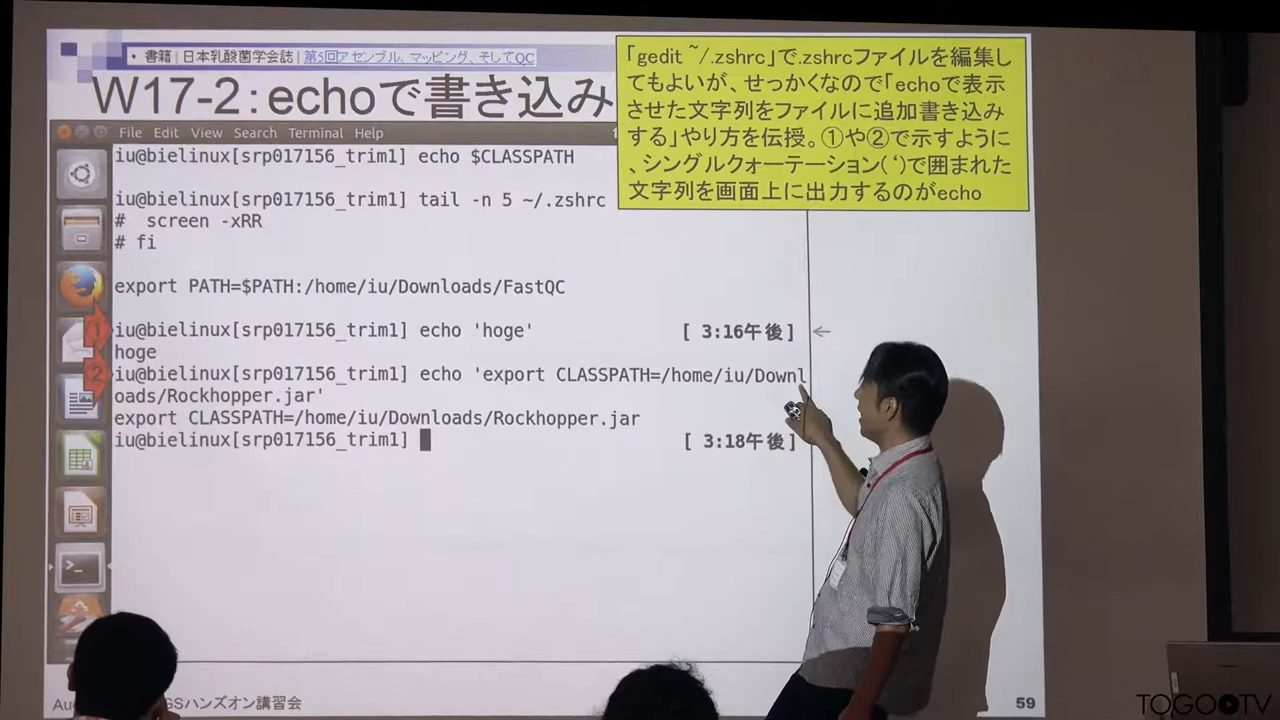 • 書籍 | 日本乳酸菌学会誌 | 第5回アセンブル、マッピング、そしてQC
W17-2：echoで書き込み
「gedit ~/.zshrc」で.zshrcファイルを編集し
てもよいが、せっかくなので「echoで表示
させた文字列をファイルに追加書き込み
する」やり方を伝授。①や②で示すように
、シングルクォーテーション(‘)で囲まれた
文字列を画面上に出力するのがecho
File Edit View Search Terminal Help
iu@bielinux[srp017156_trim1] echo $CLASSPATH
iu@bielinux[srp017156_trim1] tail -n 5 ~/.zshrc
#  screen -xRR
# fi
export PATH=$PATH:/home/iu/Downloads/FastQC
1
iu@bielinux[srp017156_trim1] echo 'hoge' [ 3:16午後]
hoge
2
iu@bielinux[srp017156_trim1] echo 'export CLASSPATH=/home/iu/Downl
oads/Rockhopper.jar'
export CLASSPATH=/home/iu/Downloads/Rockhopper.jar
iu@bielinux[srp017156_trim1] [ 3:18午後]
GSハンズオン講習会
59
TOGOTV